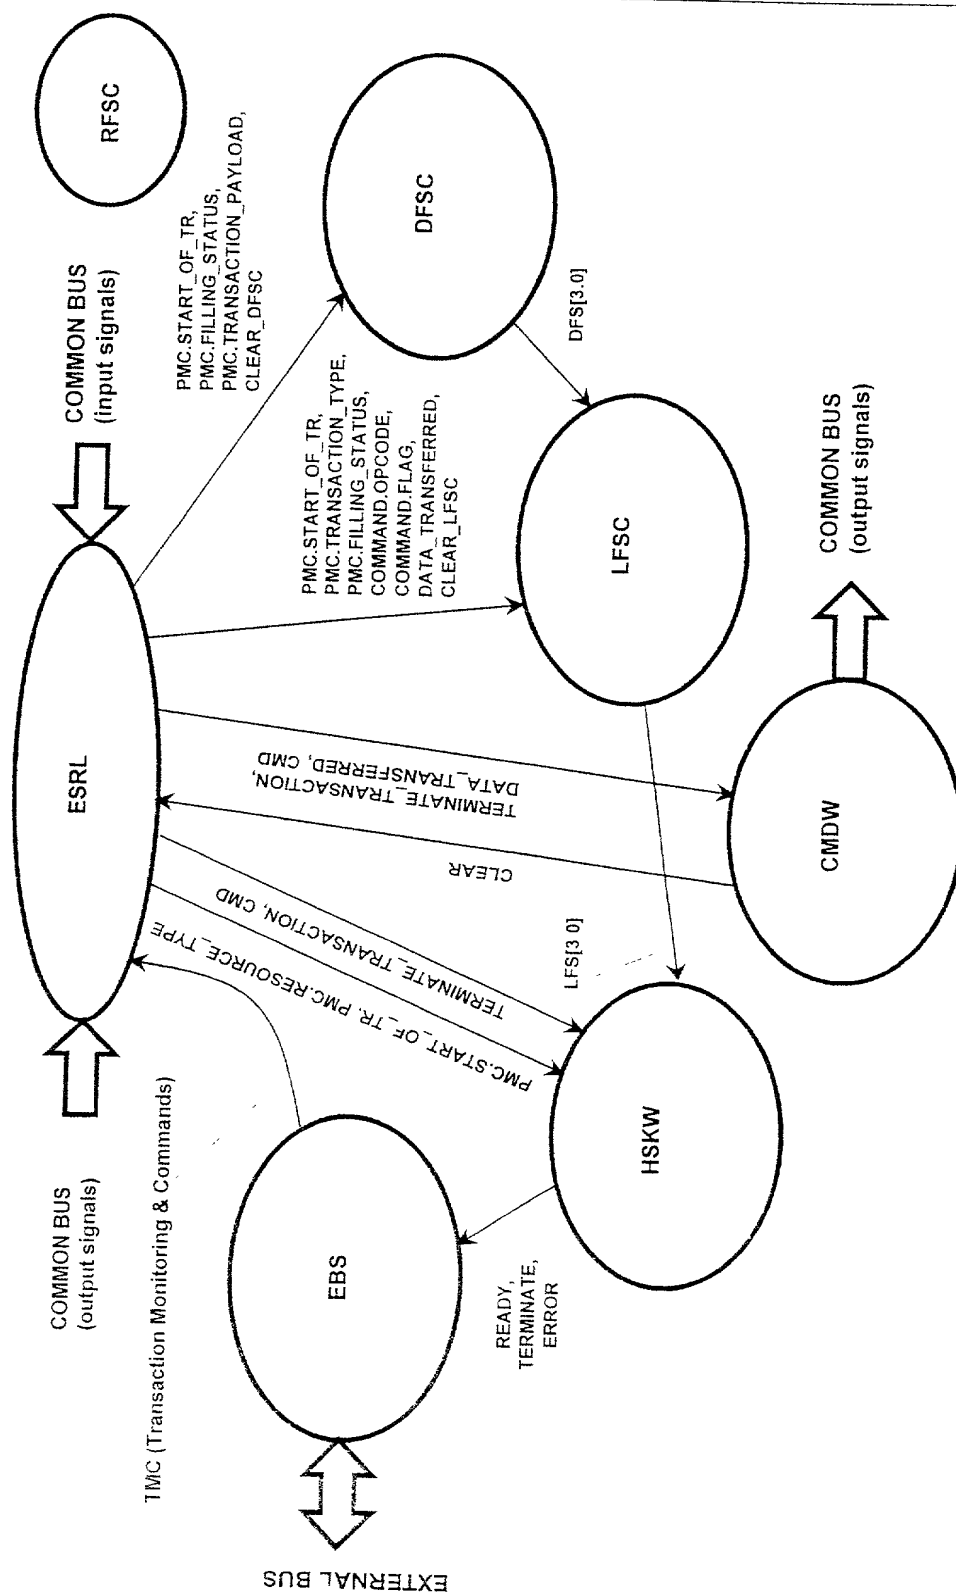 RFSC
COMMON BUS
(input signals)
COMMON BUS
(output signals)
ESRL
PMC.START_OF_TR,
PMC.FILLING_STATUS,
PMC.TRANSACTION_PAYLOAD,
CLEAR_DFSC
DFSC
TMC (Transaction Monitoring & Commands)
PMC.START_OF_TR,
PMC.TRANSACTION_TYPE,
PMC.FILLING_STATUS,
COMMAND.OPCODE,
COMMAND.FLAG,
DATA_TRANSFERRED,
CLEAR_LFSC
DFS[3.0]
PMC.START_OF_TR, PMC.RESOURCE_TYPE
TERMINATE_TRANSACTION, CMD
CLEAR
TERMINATE_TRANSACTION,
DATA_TRANSFERRED, CMD
LFSC
EXTERNAL BUS
EBS
READY,
TERMINATE,
ERROR
LFS[3 0]
HSKW
CMDW
COMMON BUS
(output signals)